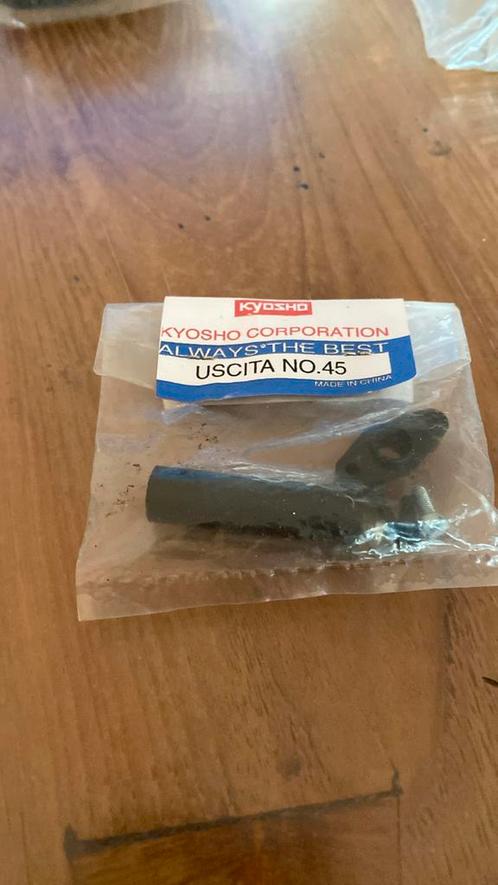 KYOSHO
KYOSHO CORPORATION
ALWAYS THE BEST
USCITA NO.45
MADE IN CHINA